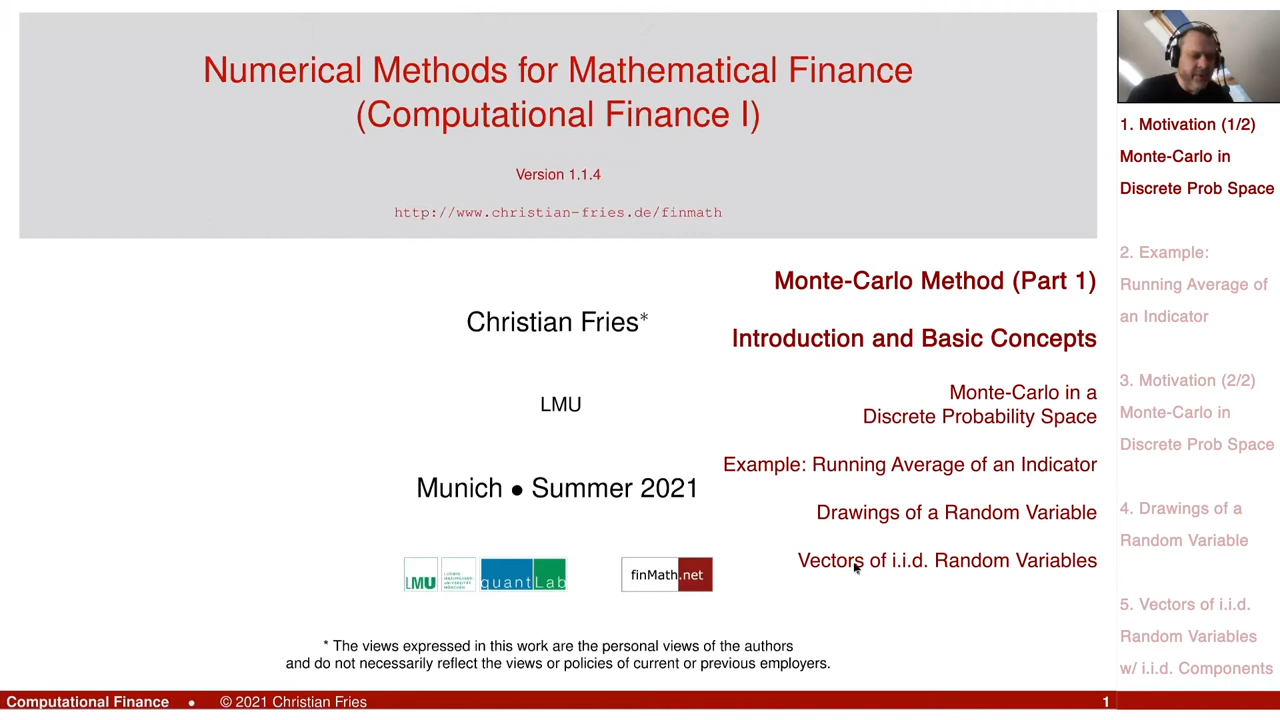 Numerical Methods for Mathematical Finance
(Computational Finance I)
Version 1.1.4
http://www.christian-fries.de/finmath
Monte-Carlo Method (Part 1)
Christian Fries*
Introduction and Basic Concepts
Monte-Carlo in a
LMU
Discrete Probability Space
Example: Running Average of an Indicator
Munich • Summer 2021
Drawings of a Random Variable
Vectors of i.i.d. Random Variables
LMU
quantLab
finMath.net
* The views expressed in this work are the personal views of the authors
and do not necessarily reflect the views or policies of current or previous employers.
1. Motivation (1/2)
Monte-Carlo in
Discrete Prob Space
2. Example:
Running Average of
an Indicator
3. Motivation (2/2)
Monte-Carlo in
Discrete Prob Space
4. Drawings of a
Random Variable
5. Vectors of i.i.d.
Random Variables
w/ i.i.d. Components
Computational Finance • © 2021 Christian Fries 1